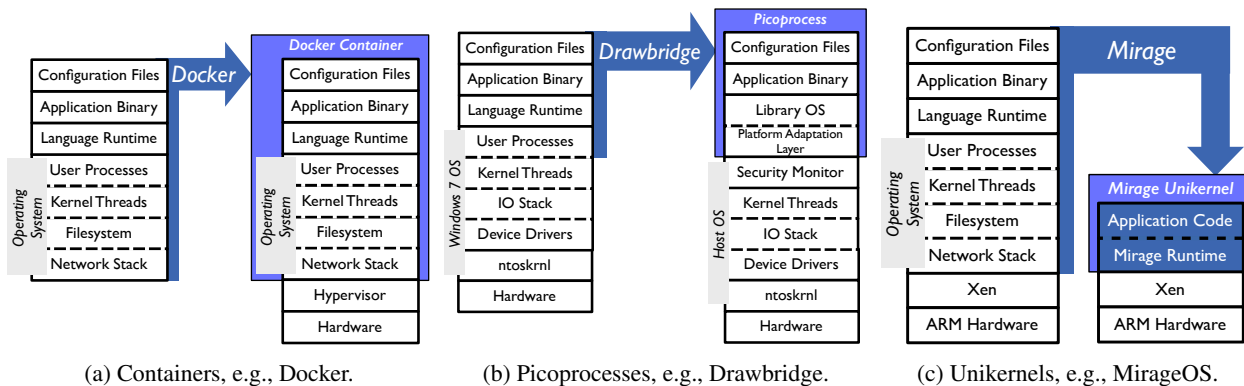 Configuration Files
Application Binary
Language Runtime
User Processes
Kernel Threads
Filesystem
Network Stack
Operating
System
Docker
Docker Container
Configuration Files
Application Binary
Language Runtime
User Processes
Kernel Threads
Filesystem
Network Stack
Hypervisor
Hardware
Operating
System
(a) Containers, e.g., Docker.
Configuration Files
Application Binary
Language Runtime
User Processes
Kernel Threads
IO Stack
Device Drivers
ntoskrnl
Hardware
Windows 7 OS
Drawbridge
Picoprocess
Configuration Files
Application Binary
Library OS
Platform Adaptation
Layer
Security Monitor
Kernel Threads
IO Stack
Device Drivers
ntoskrnl
Hardware
Host OS
(b) Picoprocesses, e.g., Drawbridge.
Configuration Files
Application Binary
Language Runtime
User Processes
Kernel Threads
Filesystem
Network Stack
Xen
ARM Hardware
Operating
System
Mirage
Mirage Unikernel
Application Code
Mirage Runtime
Xen
ARM Hardware
(c) Unikernels, e.g., MirageOS.